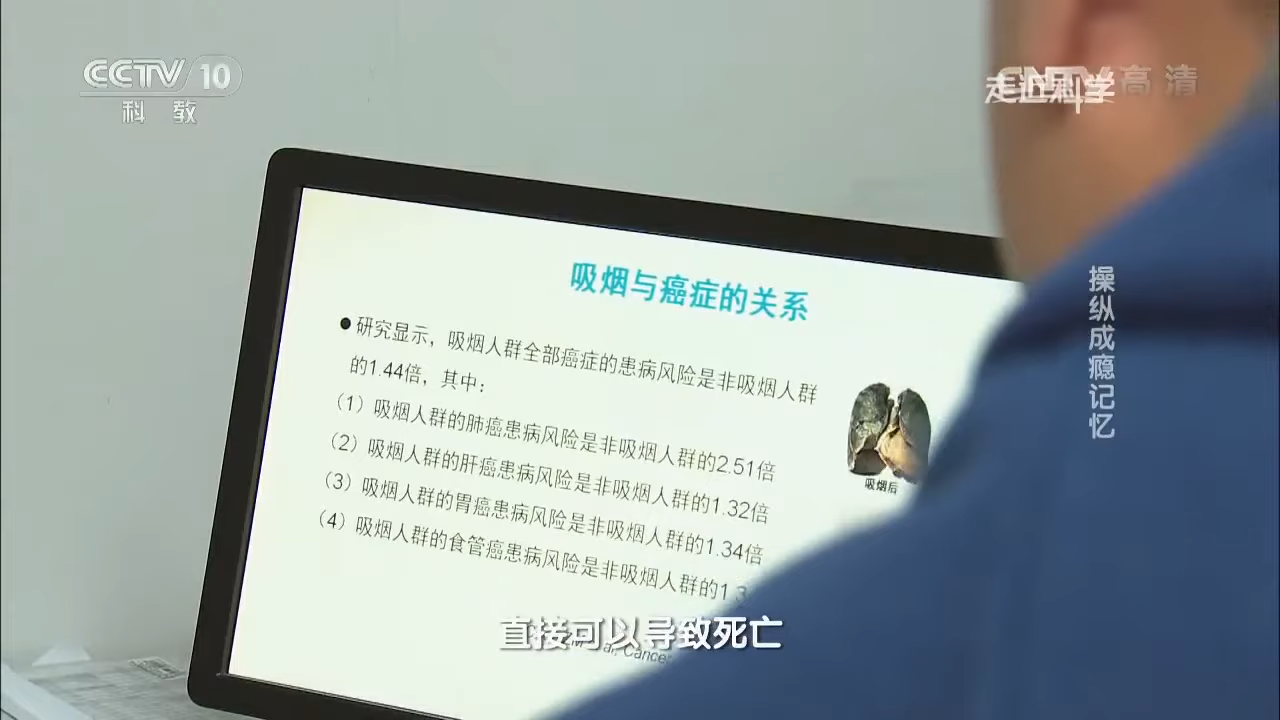 CCTV 10
科教
走近科学
高清
吸烟与癌症的关系
●研究显示，吸烟人群全部癌症的患病风险是非吸烟人群
的1.44倍，其中：
（1）吸烟人群的肺癌患病风险是非吸烟人群的2.51倍
（2）吸烟人群的肝癌患病风险是非吸烟人群的1.32倍
（3）吸烟人群的胃癌患病风险是非吸烟人群的1.34倍
（4）吸烟人群的食管癌患病风险是非吸烟人群的1.3
吸烟后
操纵成瘾记忆
直接可以导致死亡